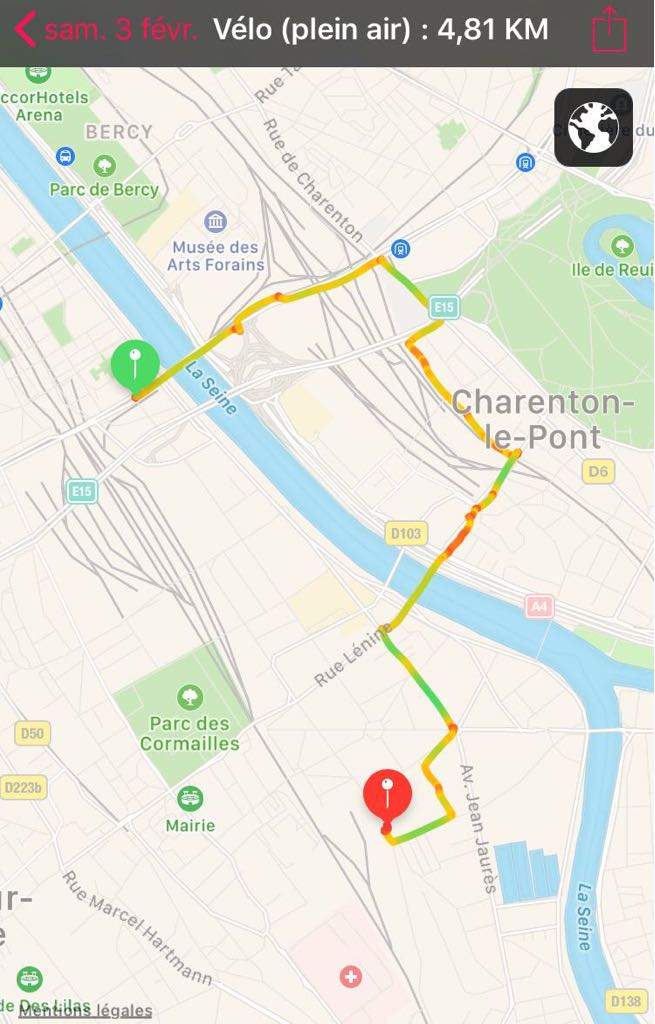 sam. 3 févr.
Vélo (plein air) : 4,81 KM
ccorHotels
Arena
BERCY
Parc de Bercy
Rue de Charenton
Musée des
Arts Forains
Ile de Reui
E15
La Seine
Charenton-
le-Pont
D6
E15
D103
A4
Rue Lénine
Parc des
Cormailles
D50
D223b
Mairie
Av. Jean Jaurès
Rue Marcel Hartmann
La Seine
de Des Lilas
Mentions légales
D138